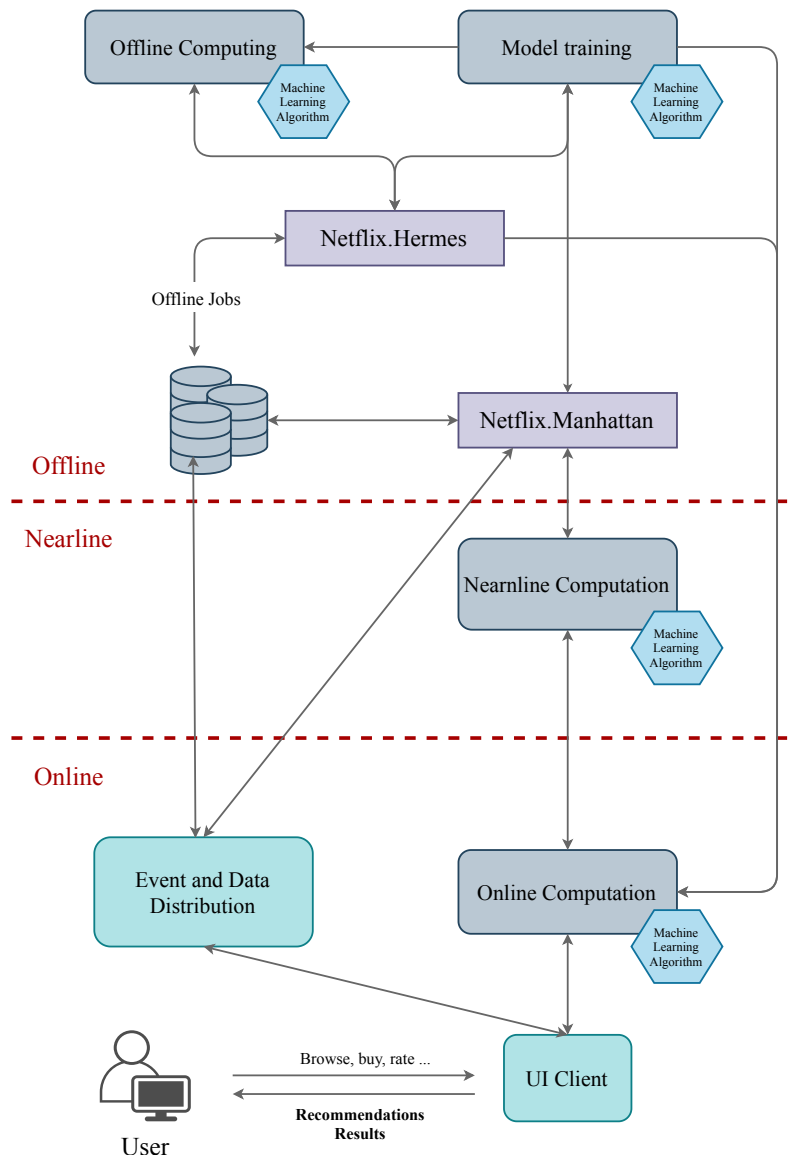 Offline Computing
Machine
Learning
Algorithm
Model training
Machine
Learning
Algorithm
Netflix.Hermes
Offline Jobs
Netflix.Manhattan
Offline
Nearline
Nearnline Computation
Machine
Learning
Algorithm
Online
Event and Data
Distribution
Online Computation
Machine
Learning
Algorithm
UI Client
Browse, buy, rate ...
Recommendations
Results
User